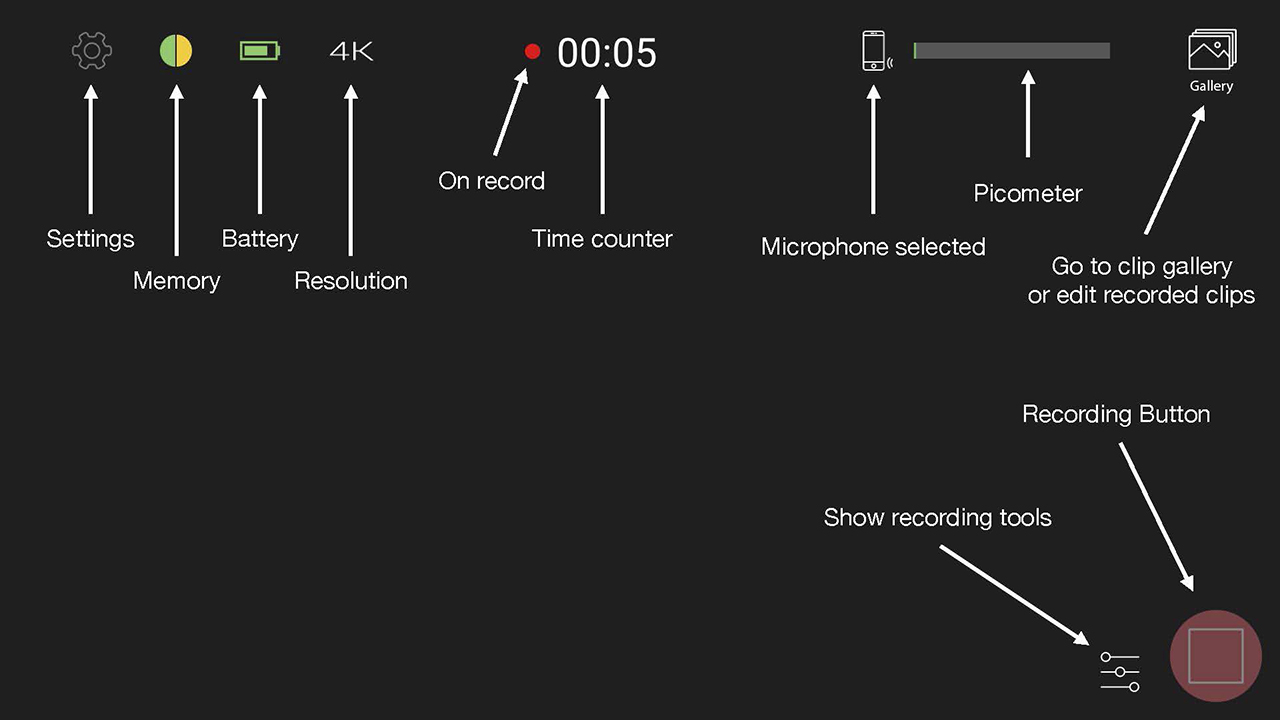 4K
00:05
Gallery
On record
Picometer
Settings
Battery
Time counter
Microphone selected
Memory
Resolution
Go to clip gallery
or edit recorded clips
Recording Button
Show recording tools